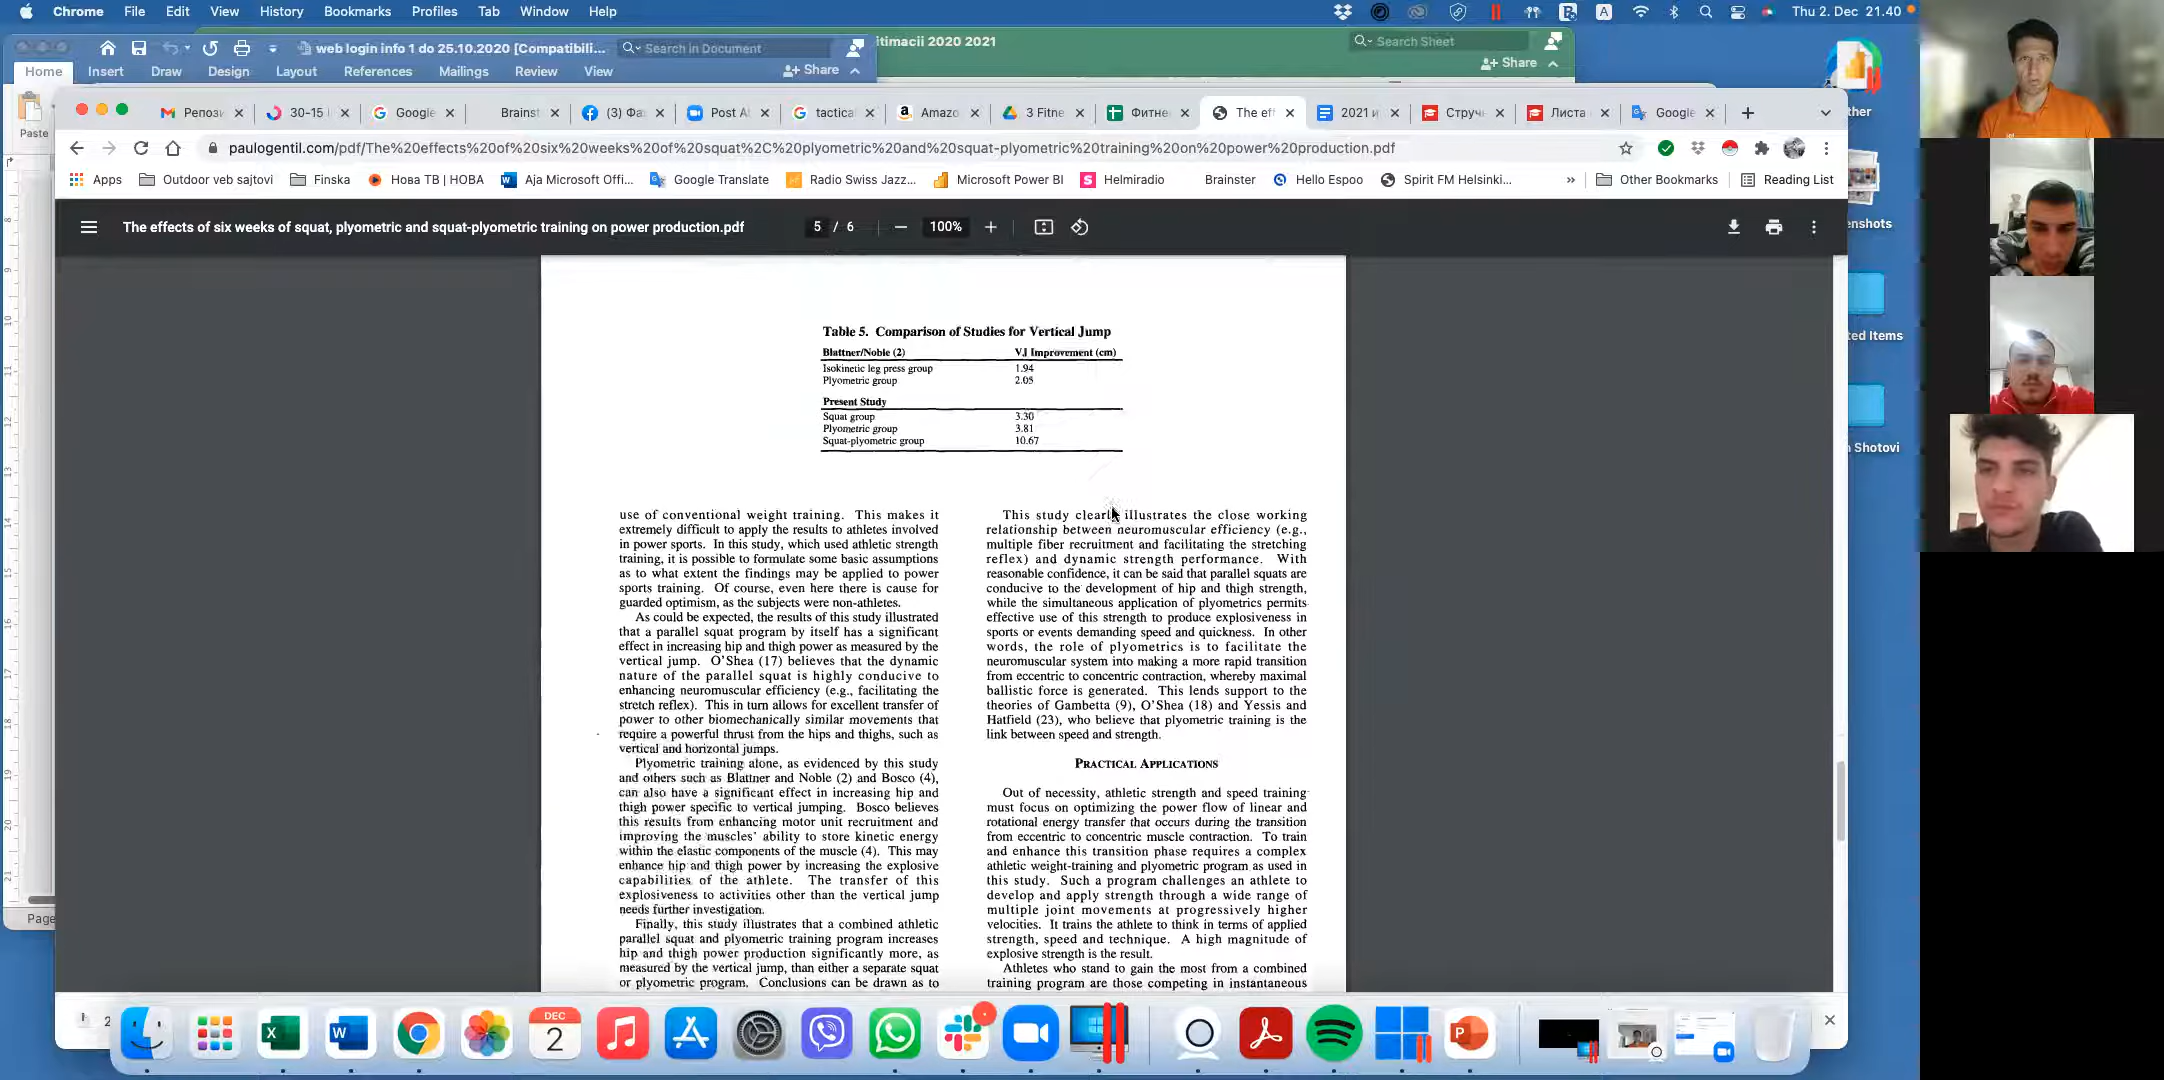 Chrome File Edit View History Bookmarks Profiles Tab Window Help Thu 2. Dec 21.40
web login info 1 do 25.10.2020 [Compatibili... Search in Document itimacii 2020 2021 Search Sheet
Home Insert Draw Design Layout References Mailings Review View Share Share
Paste
Репози 30-15 Google Brainst (3) Фа Post At tactica Amazo 3 Fitne Фитне The eff 2021 и Стручн Листа Google
paulogentil.com/pdf/The%20effects%20of%20six%20weeks%20of%20squat%2C%20plyometric%20and%20squat-plyometric%20training%20on%20power%20production.pdf
Apps Outdoor veb sajtovi Finska Нова ТВ | НОВА Aja Microsoft Offi... Google Translate Radio Swiss Jazz... Microsoft Power BI Helmiradio Brainster Hello Espoo Spirit FM Helsinki... » Other Bookmarks Reading List
The effects of six weeks of squat, plyometric and squat-plyometric training on power production.pdf 5 / 6 100%
Table 5. Comparison of Studies for Vertical Jump
Blattner/Noble (2) VJ Improvement (cm)
Isokinetic leg press group 1.94
Plyometric group 2.05
Present Study
Squat group 3.30
Plyometric group 3.81
Squat-plyometric group 10.67
use of conventional weight training. This makes it
extremely difficult to apply the results to athletes involved
in power sports. In this study, which used athletic strength
training, it is possible to formulate some basic assumptions
as to what extent the findings may be applied to power
sports training. Of course, even here there is cause for
guarded optimism, as the subjects were non-athletes.
As could be expected, the results of this study illustrated
that a parallel squat program by itself has a significant
effect in increasing hip and thigh power as measured by the
vertical jump. O'Shea (17) believes that the dynamic
nature of the parallel squat is highly conducive to
enhancing neuromuscular efficiency (e.g., facilitating the
stretch reflex). This in turn allows for excellent transfer of
power to other biomechanically similar movements that
require a powerful thrust from the hips and thighs, such as
vertical and horizontal jumps.
Plyometric training alone, as evidenced by this study
and others such as Blattner and Noble (2) and Bosco (4),
can also have a significant effect in increasing hip and
thigh power specific to vertical jumping. Bosco believes
this results from enhancing motor unit recruitment and
improving the muscles' ability to store kinetic energy
within the elastic components of the muscle (4). This may
enhance hip and thigh power by increasing the explosive
capabilities of the athlete. The transfer of this
explosiveness to activities other than the vertical jump
needs further investigation.
Finally, this study illustrates that a combined athletic
parallel squat and plyometric training program increases
hip and thigh power production significantly more, as
measured by the vertical jump, than either a separate squat
or plyometric program. Conclusions can be drawn as to
This study clearly illustrates the close working
relationship between neuromuscular efficiency (e.g.,
multiple fiber recruitment and facilitating the stretching
reflex) and dynamic strength performance. With
reasonable confidence, it can be said that parallel squats are
conducive to the development of hip and thigh strength,
while the simultaneous application of plyometrics permits
effective use of this strength to produce explosiveness in
sports or events demanding speed and quickness. In other
words, the role of plyometrics is to facilitate the
neuromuscular system into making a more rapid transition
from eccentric to concentric contraction, whereby maximal
ballistic force is generated. This lends support to the
theories of Gambetta (9), O'Shea (18) and Yessis and
Hatfield (23), who believe that plyometric training is the
link between speed and strength.
PRACTICAL APPLICATIONS
Out of necessity, athletic strength and speed training
must focus on optimizing the power flow of linear and
rotational energy transfer that occurs during the transition
from eccentric to concentric muscle contraction. To train
and enhance this transition phase requires a complex
athletic weight-training and plyometric program as used in
this study. Such a program challenges an athlete to
develop and apply strength through a wide range of
multiple joint movements at progressively higher
velocities. It trains the athlete to think in terms of applied
strength, speed and technique. A high magnitude of
explosive strength is the result.
Athletes who stand to gain the most from a combined
training program are those competing in instantaneous
ther
enshots
ted Items
Shotovi
Page
DEC
2